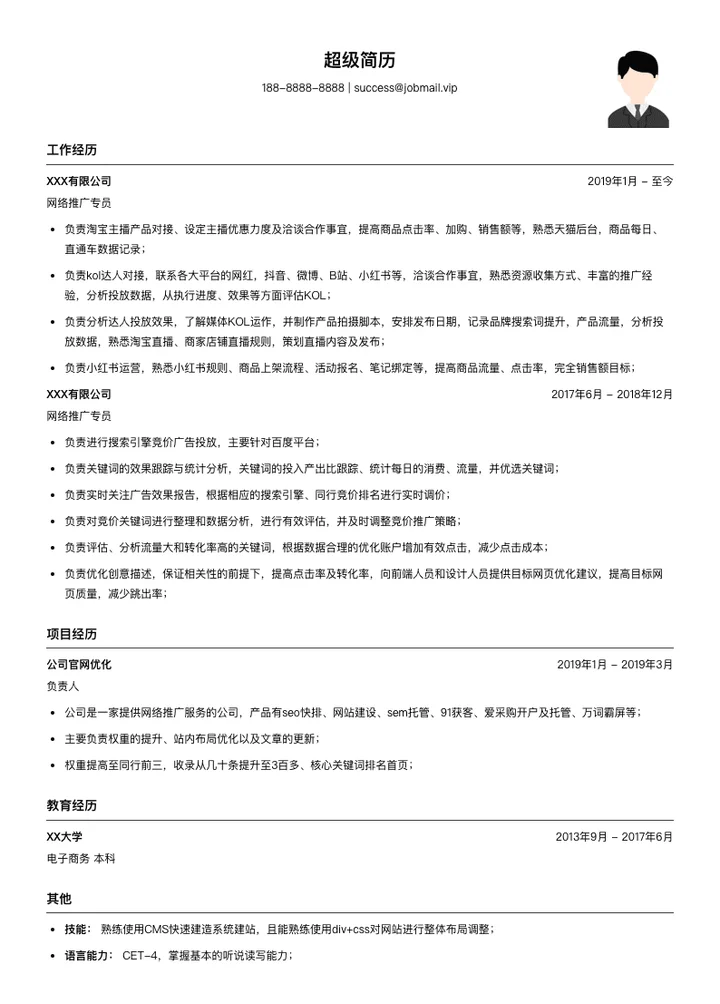 超级简历
188-8888-8888 | success@jobmail.vip
工作经历
XXX有限公司 2019年1月 – 至今
网络推广专员
• 负责淘宝主播产品对接、设定主播优惠力度及洽谈合作事宜，提高商品点击率、加购、销售额等，熟悉天猫后台，商品每日、
直通车数据记录；
• 负责kol达人对接，联系各大平台的网红，抖音、微博、B站、小红书等，洽谈合作事宜，熟悉资源收集方式、丰富的推广经
验，分析投放数据，从执行进度、效果等方面评估KOL；
• 负责分析达人投放效果，了解媒体KOL运作，并制作产品拍摄脚本，安排发布日期，记录品牌搜索词提升，产品流量，分析投
放数据，熟悉淘宝直播、商家店铺直播规则，策划直播内容及发布；
• 负责小红书运营，熟悉小红书规则、商品上架流程、活动报名、笔记绑定等，提高商品流量、点击率，完全销售额目标；
XXX有限公司 2017年6月 – 2018年12月
网络推广专员
• 负责进行搜索引擎竞价广告投放，主要针对百度平台；
• 负责关键词的效果跟踪与统计分析，关键词的投入产出比跟踪、统计每日的消费、流量，并优选关键词；
• 负责实时关注广告效果报告，根据相应的搜索引擎、同行竞价排名进行实时调价；
• 负责对竞价关键词进行整理和数据分析，进行有效评估，并及时调整竞价推广策略；
• 负责评估、分析流量大和转化率高的关键词，根据数据合理的优化账户增加有效点击，减少点击成本；
• 负责优化创意描述，保证相关性的前提下，提高点击率及转化率，向前端人员和设计人员提供目标网页优化建议，提高目标网
页质量，减少跳出率；
项目经历
公司官网优化 2019年1月 – 2019年3月
负责人
• 公司是一家提供网络推广服务的公司，产品有seo快排、网站建设、sem托管、91获客、爱采购开户及托管、万词霸屏等；
• 主要负责权重的提升、站内布局优化以及文章的更新；
• 权重提高至同行前三，收录从几十条提升至3百多、核心关键词排名首页；
教育经历
XX大学 2013年9月 – 2017年6月
电子商务 本科
其他
• 技能： 熟练使用CMS快速建造系统建站，且能熟练使用div+css对网站进行整体布局调整；
• 语言能力： CET-4，掌握基本的听说读写能力；